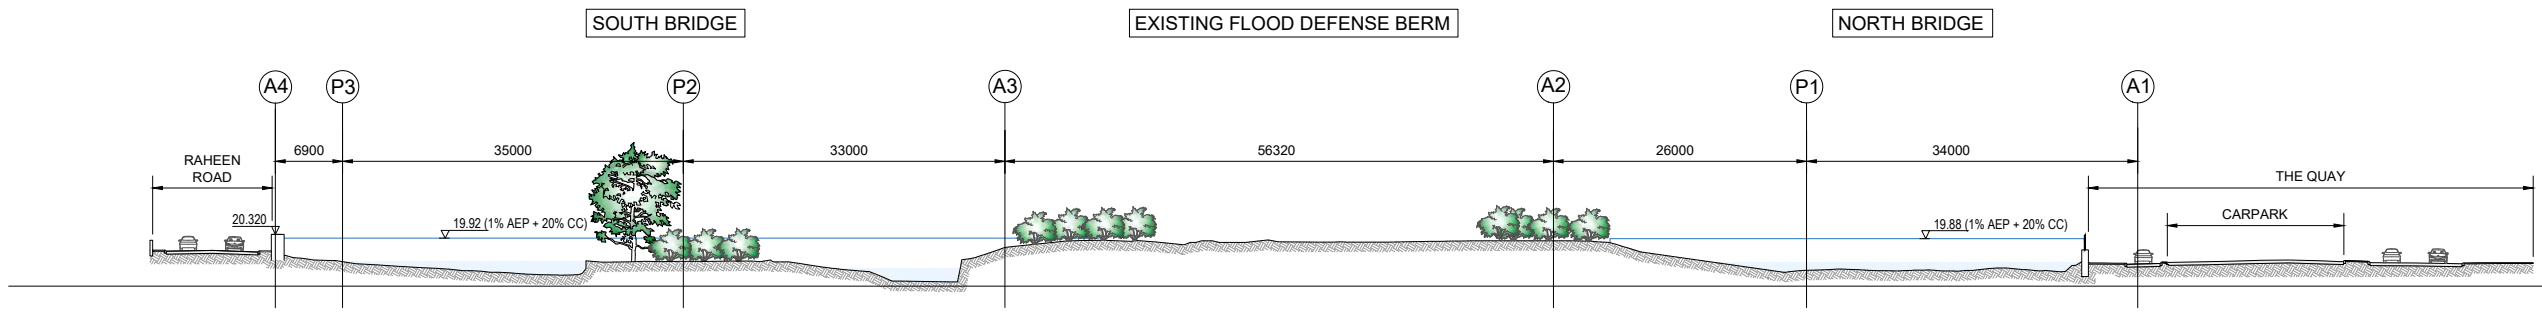 SOUTH BRIDGE
EXISTING FLOOD DEFENSE BERM
NORTH BRIDGE
A4
P3
P2
A3
A2
P1
A1
6900
35000
33000
56320
26000
34000
RAHEEN
ROAD
THE QUAY
CARPARK
20.320
19.92 (1% AEP + 20% CC)
19.88 (1% AEP + 20% CC)